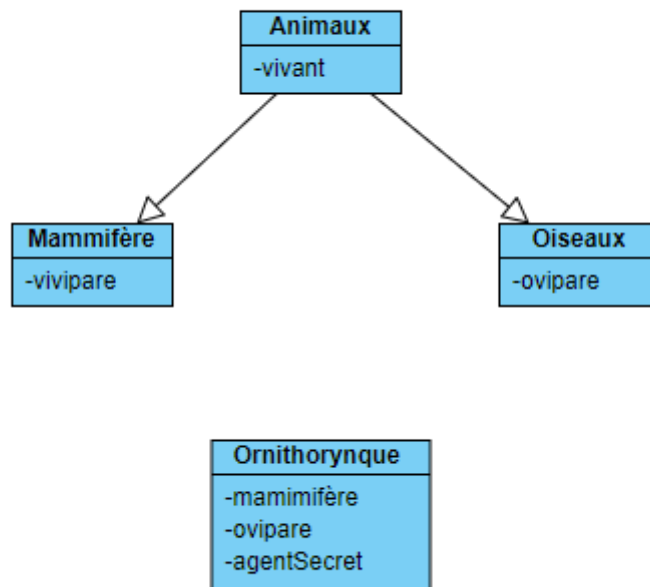 Animaux
-vivant
Mammifère
-vivipare
Oiseaux
-ovipare
Ornithorynque
-mamimifère
-ovipare
-agentSecret